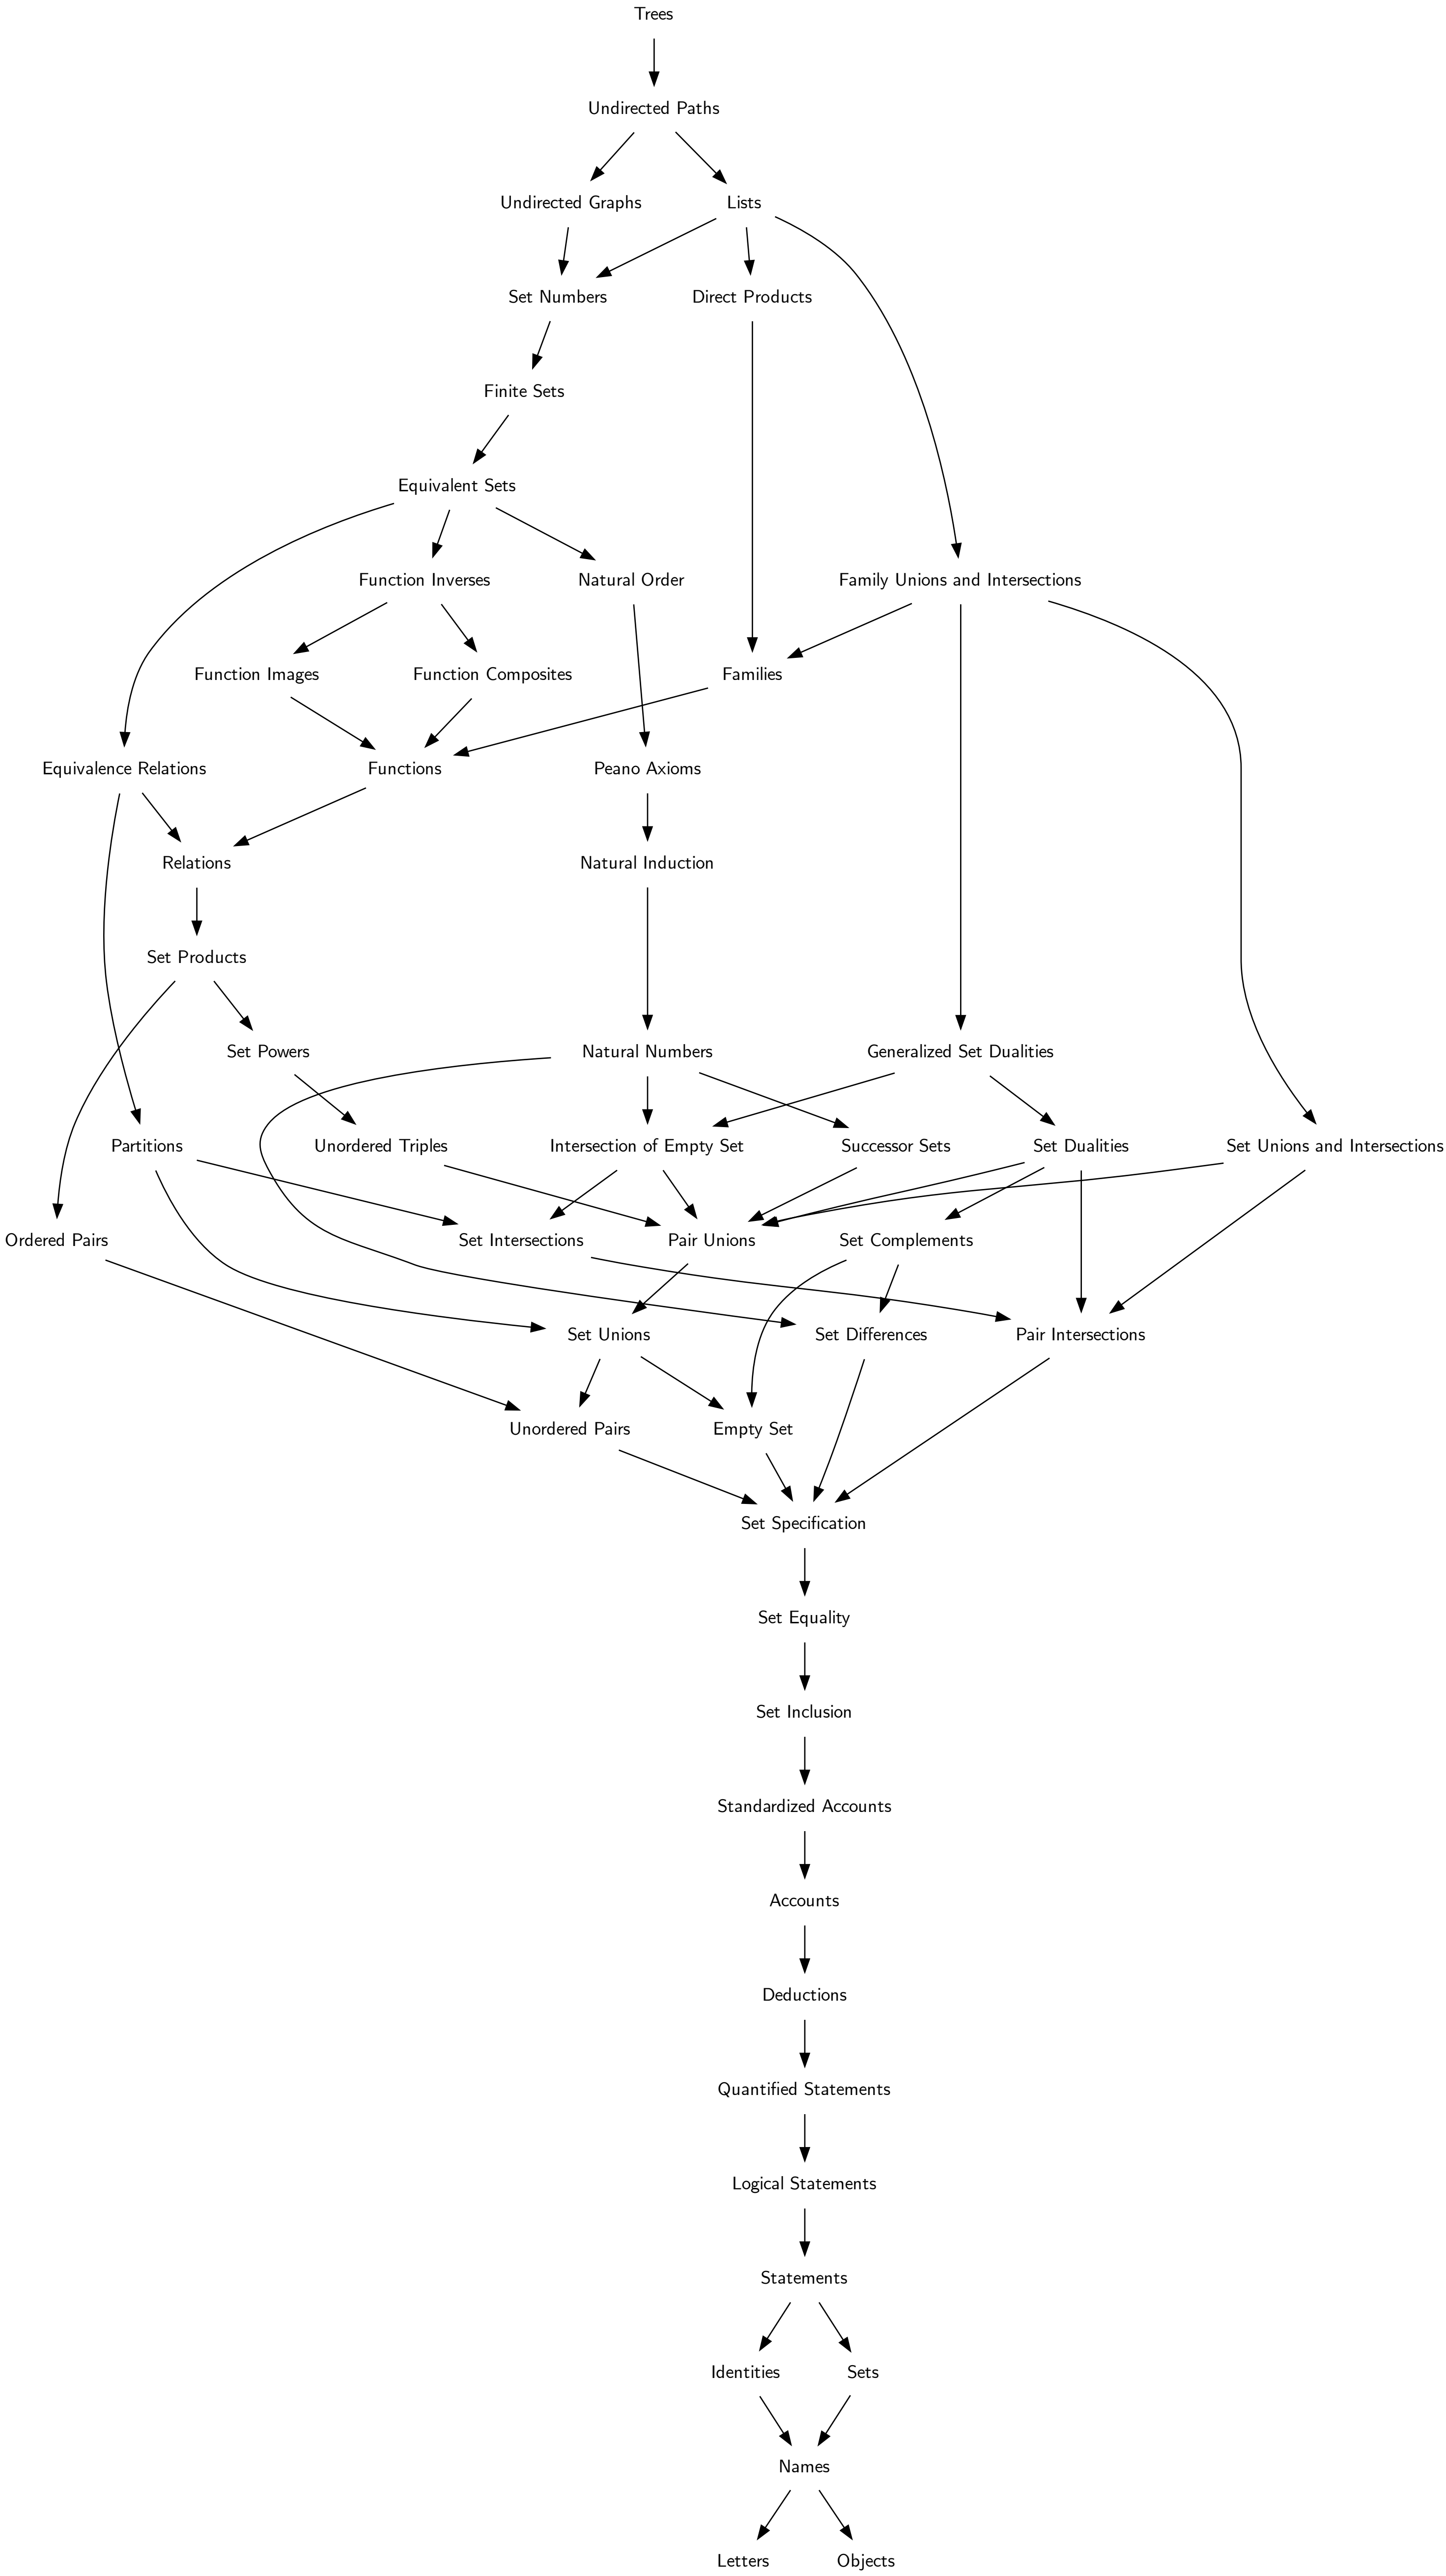 Trees
Undirected Paths
Undirected Graphs
Lists
Set Numbers
Direct Products
Finite Sets
Equivalent Sets
Function Inverses
Natural Order
Family Unions and Intersections
Function Images
Function Composites
Families
Equivalence Relations
Functions
Peano Axioms
Relations
Natural Induction
Set Products
Set Powers
Natural Numbers
Generalized Set Dualities
Partitions
Unordered Triples
Intersection of Empty Set
Successor Sets
Set Dualities
Set Unions and Intersections
Ordered Pairs
Set Intersections
Pair Unions
Set Complements
Set Unions
Set Differences
Pair Intersections
Unordered Pairs
Empty Set
Set Specification
Set Equality
Set Inclusion
Standardized Accounts
Accounts
Deductions
Quantified Statements
Logical Statements
Statements
Identities
Sets
Names
Letters
Objects